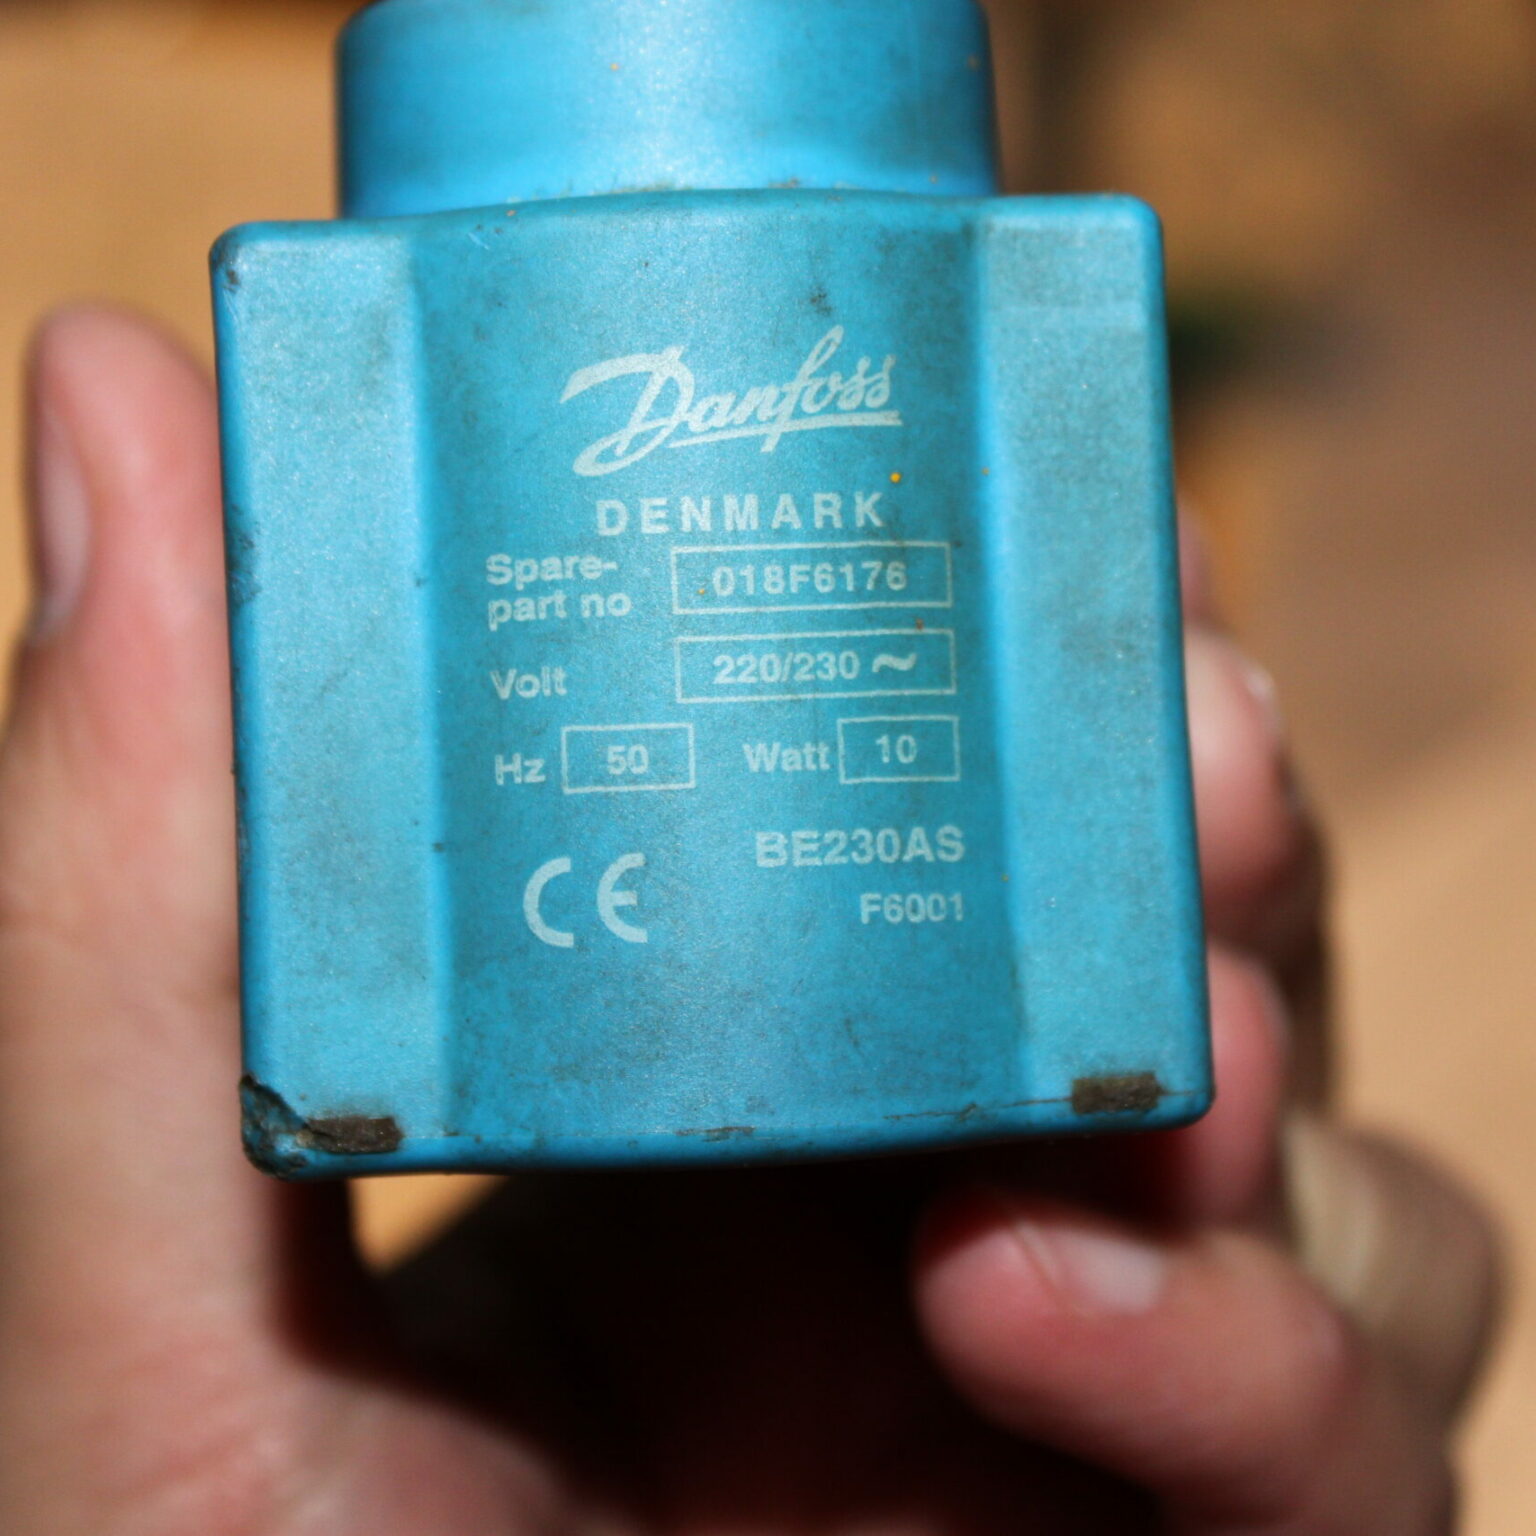 Danfoss
DENMARK
Spare-
part no 018F6176
Volt 220/230 ~
Hz 50 Watt 10
BE230AS
CE F6001